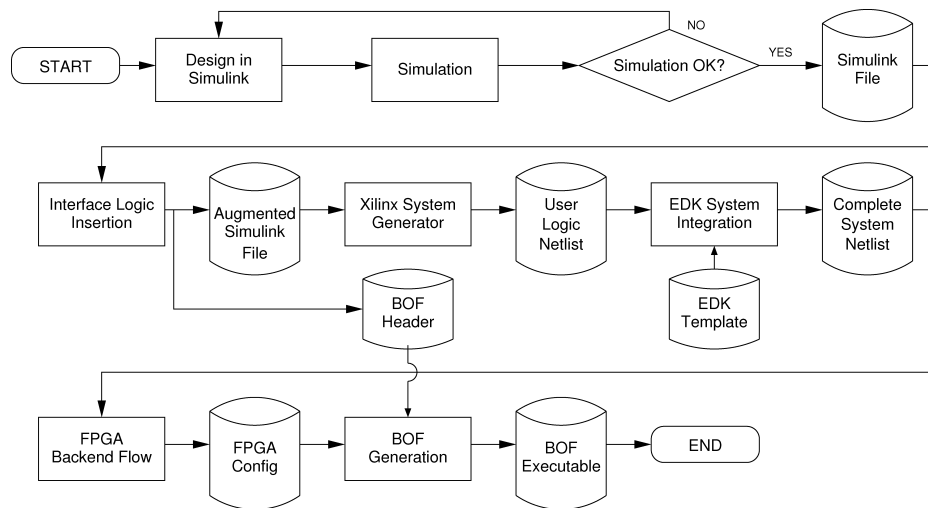 NO
START
Design in
Simulink
Simulation
Simulation OK?
YES
Simulink
File
Interface Logic
Insertion
Augmented
Simulink
File
Xilinx System
Generator
User
Logic
Netlist
EDK System
Integration
Complete
System
Netlist
BOF
Header
EDK
Template
FPGA
Backend Flow
FPGA
Config
BOF
Generation
BOF
Executable
END